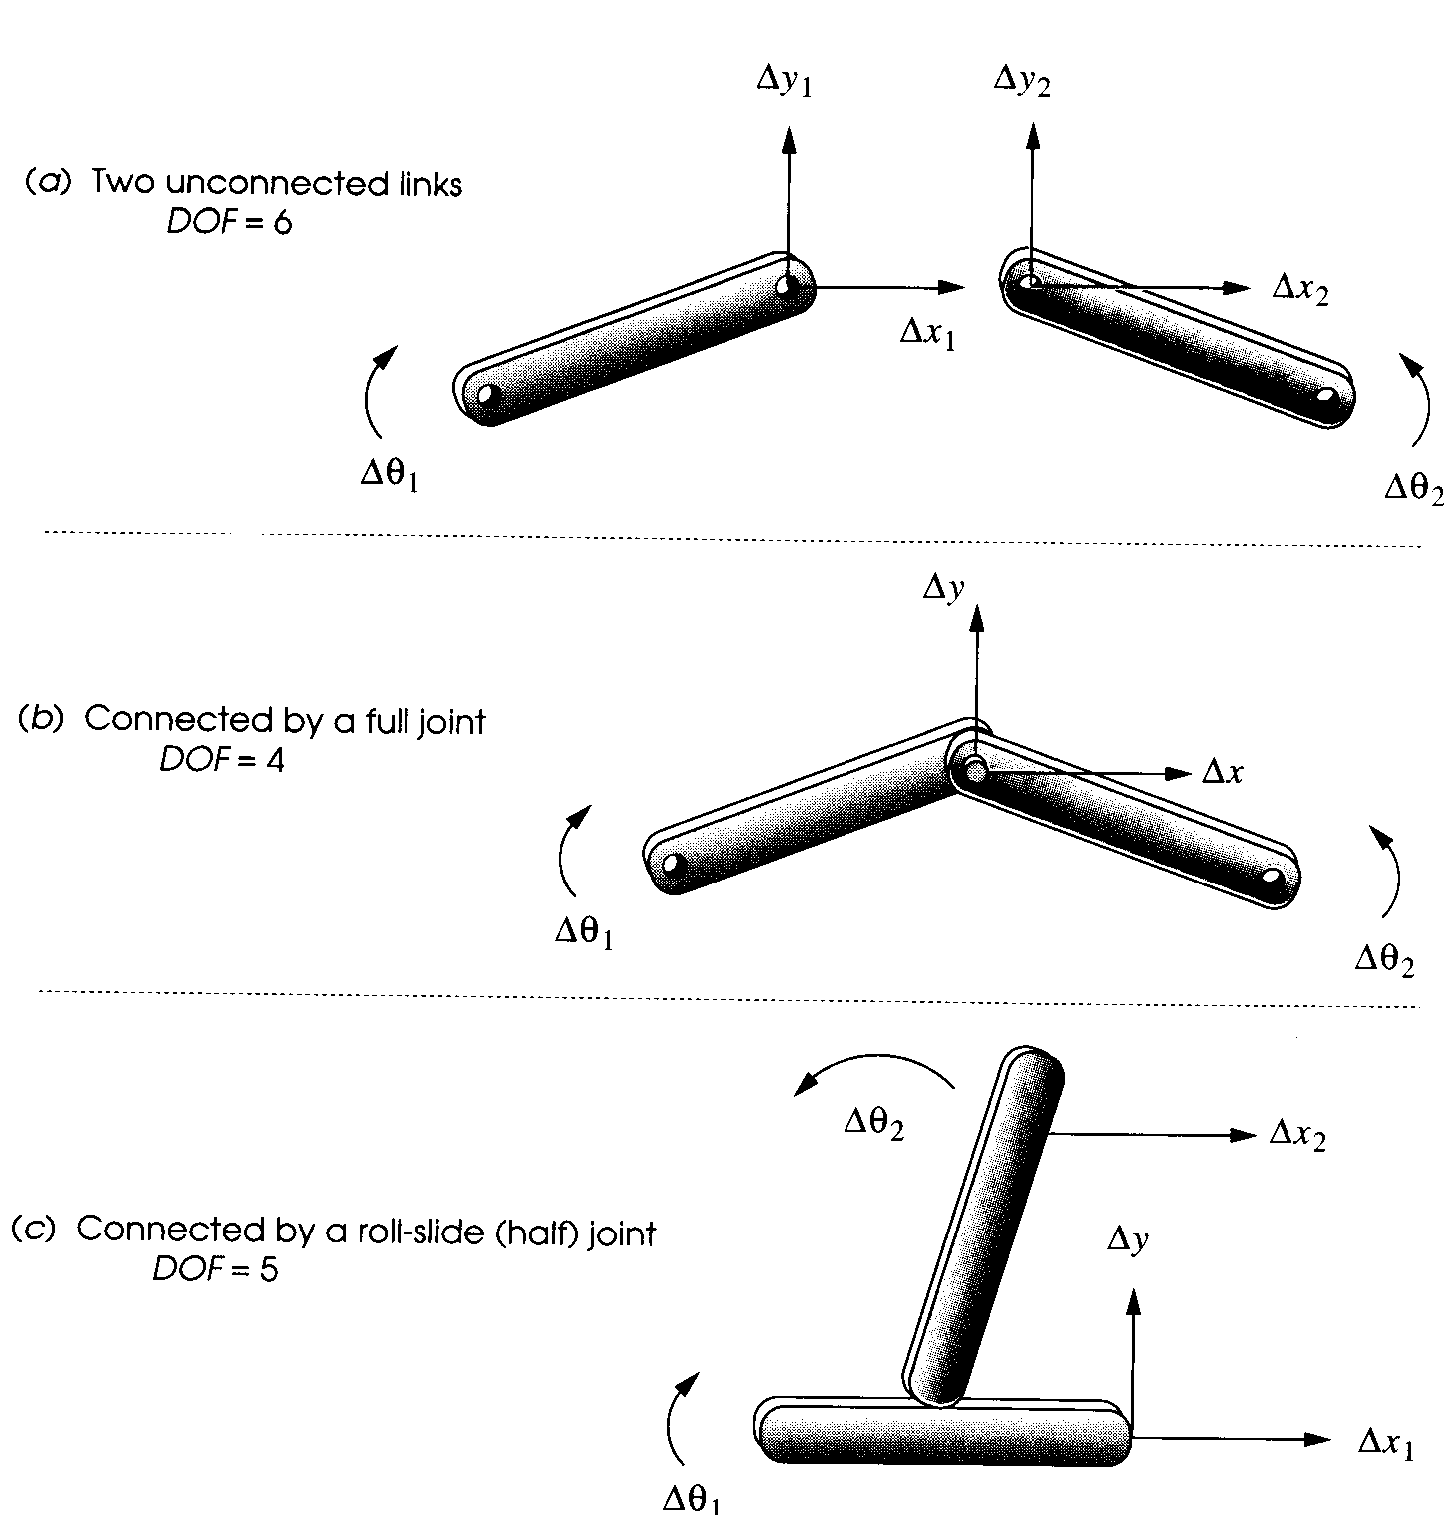 Δy₁
Δy₂
(a) Two unconnected links
DOF = 6
Δx₂
Δx₁
Δθ₁
Δθ₂
Δy
(b) Connected by a full joint
DOF = 4
Δx
Δθ₁
Δθ₂
Δθ₂
Δx₂
(c) Connected by a roll-slide (half) joint
DOF = 5
Δy
Δx₁
Δθ₁